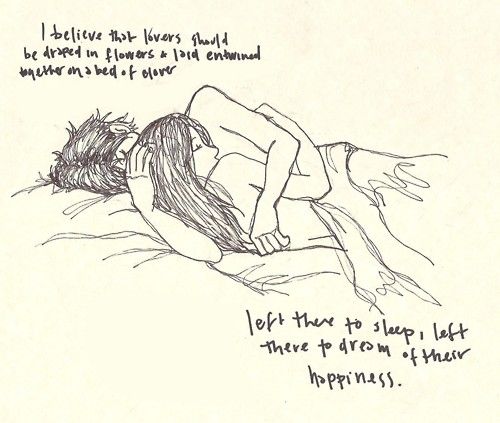 I believe that lovers should
be draped in flowers & laid entwined
together on a bed of clover
left there to sleep, left
there to dream of their
happiness.